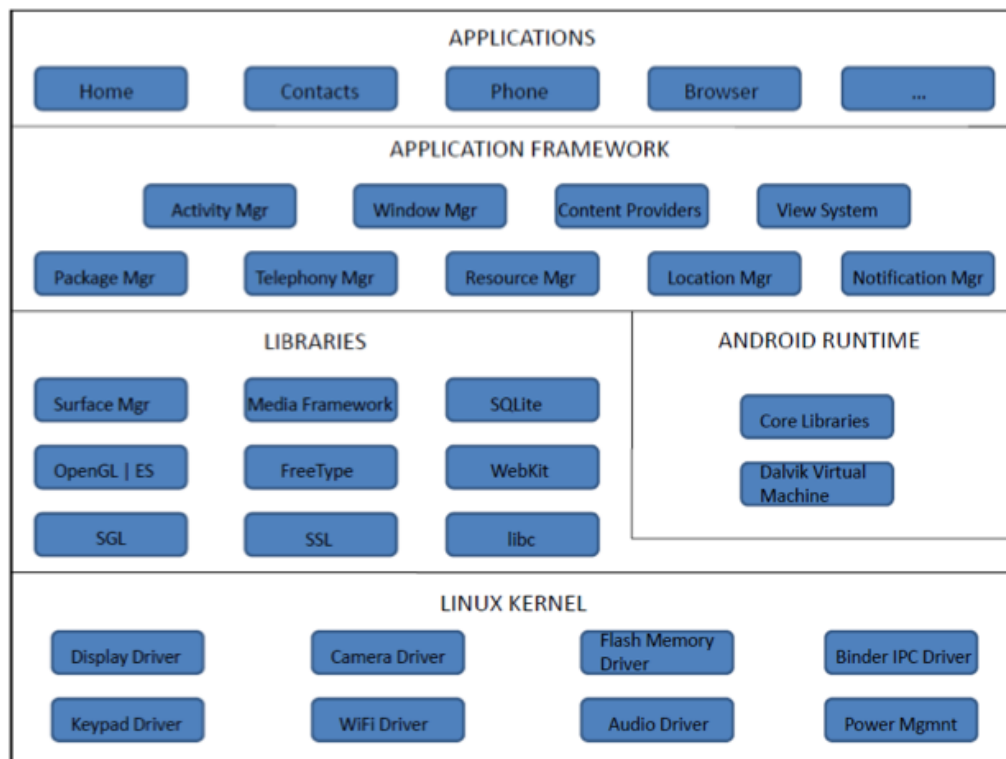 APPLICATIONS
Home
Contacts
Phone
Browser
...
APPLICATION FRAMEWORK
Activity Mgr
Window Mgr
Content Providers
View System
Package Mgr
Telephony Mgr
Resource Mgr
Location Mgr
Notification Mgr
LIBRARIES
Surface Mgr
Media Framework
SQLite
OpenGL | ES
FreeType
WebKit
SGL
SSL
libc
ANDROID RUNTIME
Core Libraries
Dalvik Virtual
Machine
LINUX KERNEL
Display Driver
Camera Driver
Flash Memory
Driver
Binder IPC Driver
Keypad Driver
WiFi Driver
Audio Driver
Power Mgmnt